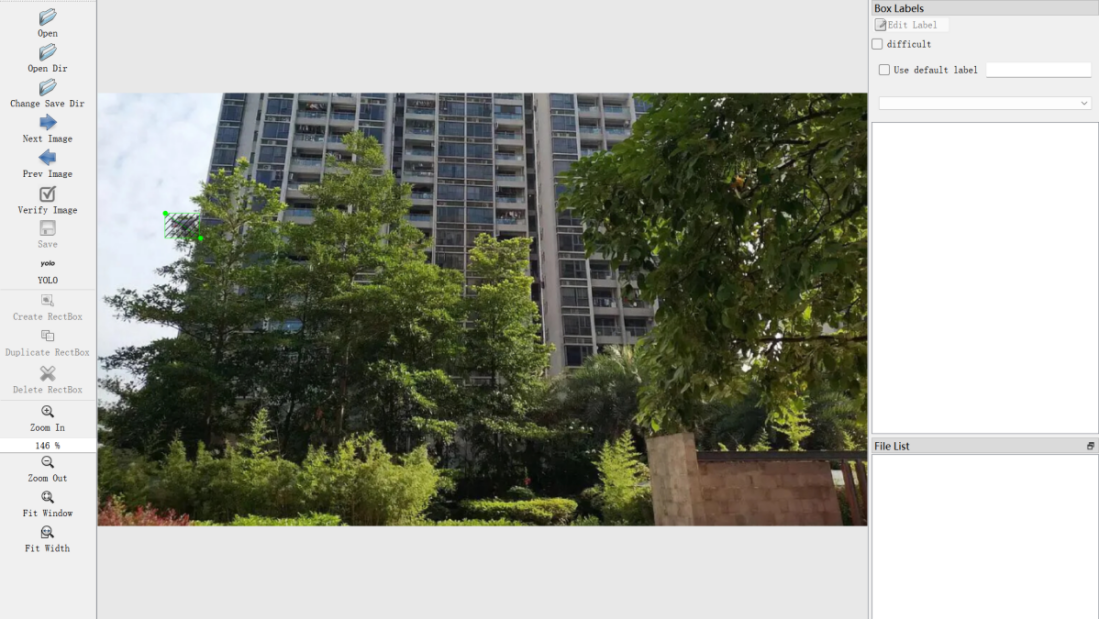 Open
Open Dir
Change Save Dir
Next Image
Prev Image
Verify Image
Save
yolo
YOLO
Create RectBox
Duplicate RectBox
Delete RectBox
Zoom In
146 %
Zoom Out
Fit Window
Fit Width
Box Labels
Edit Label
difficult
Use default label
File List